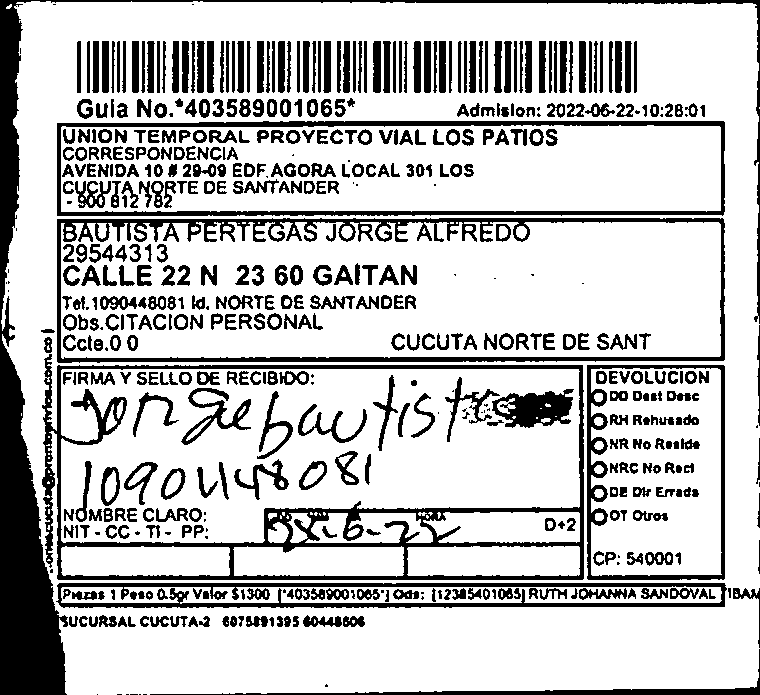 Guia No.*403589001065*
Admision: 2022-06-22-10:28:01
UNION TEMPORAL PROYECTO VIAL LOS PATIOS
CORRESPONDENCIA
AVENIDA 10 # 29-09 EDF.AGORA LOCAL 301 LOS
CUCUTA NORTE DE SANTANDER
- 900 812 782
BAUTISTA PERTEGAS JORGE ALFREDO
29544313
CALLE 22 N 23 60 GAITAN
Tel.1090448081 Id. NORTE DE SANTANDER
Obs.CITACION PERSONAL
Ccte.0 0 CUCUTA NORTE DE SANT
FIRMA Y SELLO DE RECIBIDO:
Jorge bautista
1090448081
NOMBRE CLARO:
NIT - CC - TI - PP:
HORA
6-22
D+2
DEVOLUCION
DD Dest Desc
RH Rehusado
NR No Reside
NRC No Recl
DE Dir Errada
OT Otros
CP: 540001
Piezas 1 Peso 0.5gr Valor $1300 [*403589001065*] Ods: [12385401065] RUTH JOHANNA SANDOVAL TIBAM
SUCURSAL CUCUTA-2 6075891395 60448606